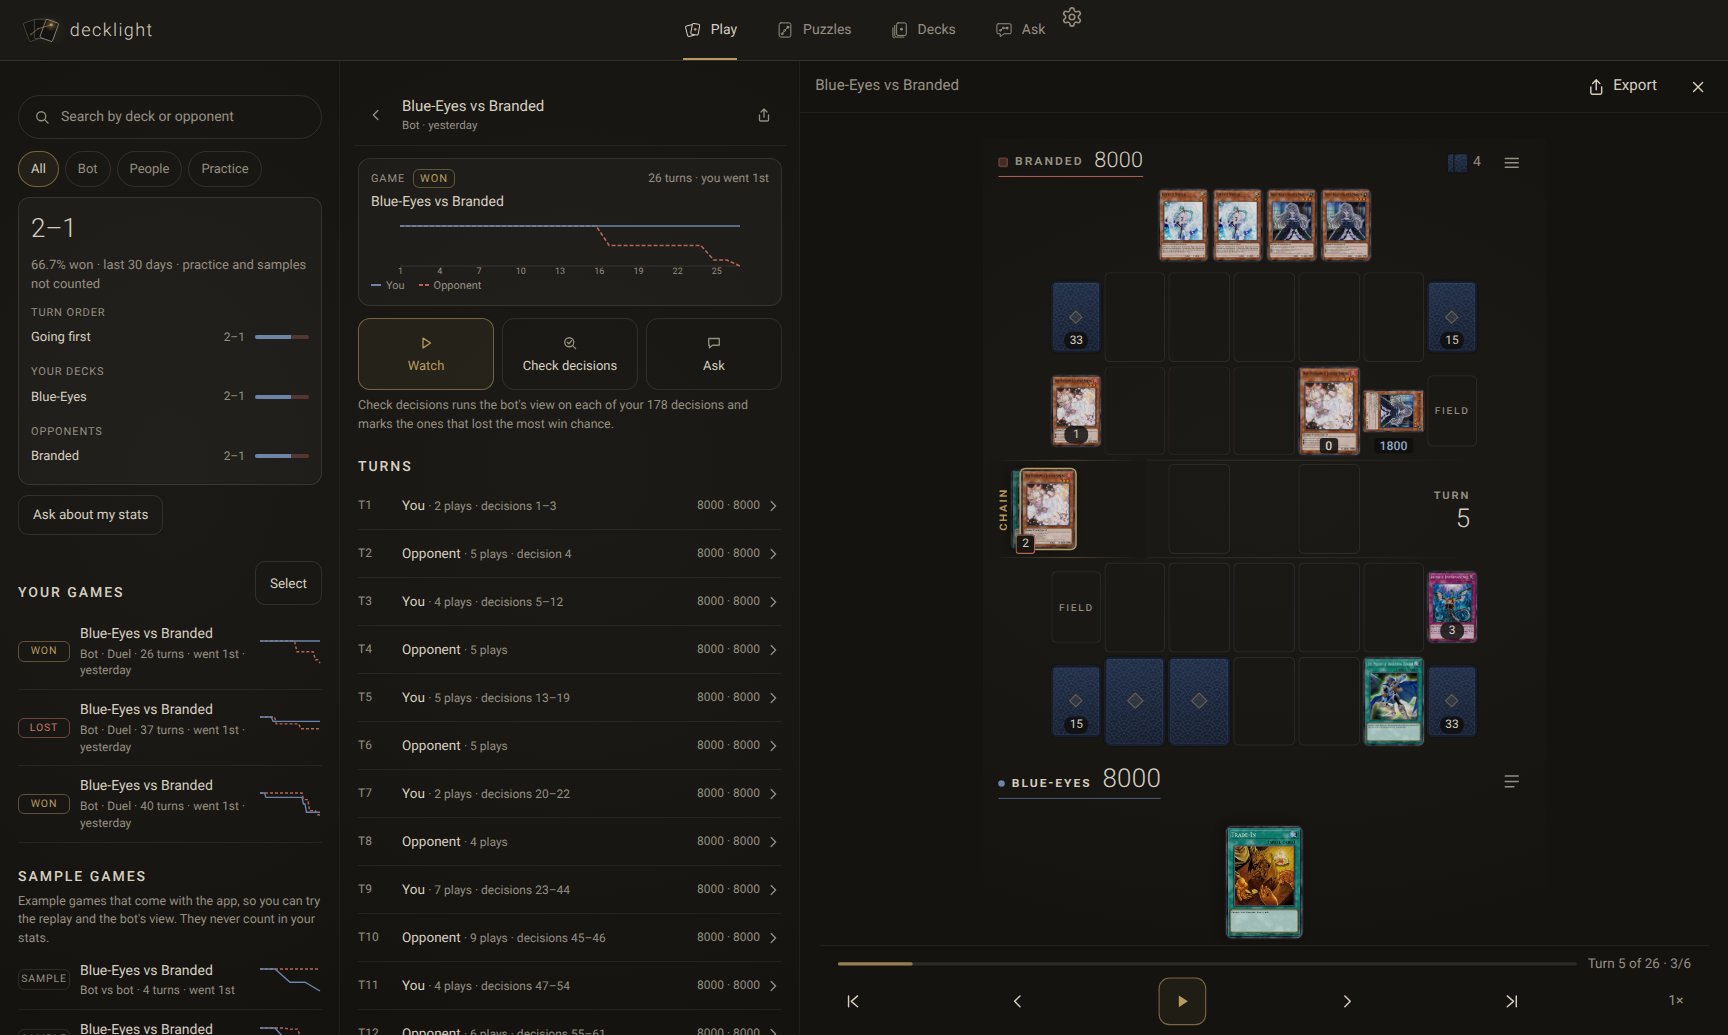 decklight
Play
Puzzles
Decks
Ask
Search by deck or opponent
All
Bot
People
Practice
2–1
66.7% won · last 30 days · practice and samples
not counted
TURN ORDER
Going first 2–1
YOUR DECKS
Blue-Eyes 2–1
OPPONENTS
Branded 2–1
Ask about my stats
YOUR GAMES
Select
WON
Blue-Eyes vs Branded
Bot · Duel · 26 turns · went 1st ·
yesterday
LOST
Blue-Eyes vs Branded
Bot · Duel · 37 turns · went 1st ·
yesterday
WON
Blue-Eyes vs Branded
Bot · Duel · 40 turns · went 1st ·
yesterday
SAMPLE GAMES
Example games that come with the app, so you can try
the replay and the bot's view. They never count in your
stats.
SAMPLE
Blue-Eyes vs Branded
Bot vs bot · 4 turns · went 1st
Blue-Eyes vs Branded
Blue-Eyes vs Branded
Bot · yesterday
GAME WON 26 turns · you went 1st
Blue-Eyes vs Branded
1 4 7 10 13 16 19 22 25
You Opponent
Watch
Check decisions
Ask
Check decisions runs the bot's view on each of your 178 decisions and
marks the ones that lost the most win chance.
TURNS
T1 You · 2 plays · decisions 1–3 8000 · 8000
T2 Opponent · 5 plays · decision 4 8000 · 8000
T3 You · 4 plays · decisions 5–12 8000 · 8000
T4 Opponent · 5 plays 8000 · 8000
T5 You · 5 plays · decisions 13–19 8000 · 8000
T6 Opponent · 5 plays 8000 · 8000
T7 You · 2 plays · decisions 20–22 8000 · 8000
T8 Opponent · 4 plays 8000 · 8000
T9 You · 7 plays · decisions 23–44 8000 · 8000
T10 Opponent · 9 plays · decisions 45–46 8000 · 8000
T11 You · 4 plays · decisions 47–54 8000 · 8000
T12 Opponent · 6 plays · decisions 55–61 8000 · 8000
Blue-Eyes vs Branded
Export
BRANDED 8000
4
33
15
1
0
1800
FIELD
CHAIN
2
TURN
5
FIELD
3
15
33
BLUE-EYES 8000
TRADE-IN
Turn 5 of 26 · 3/6
1×